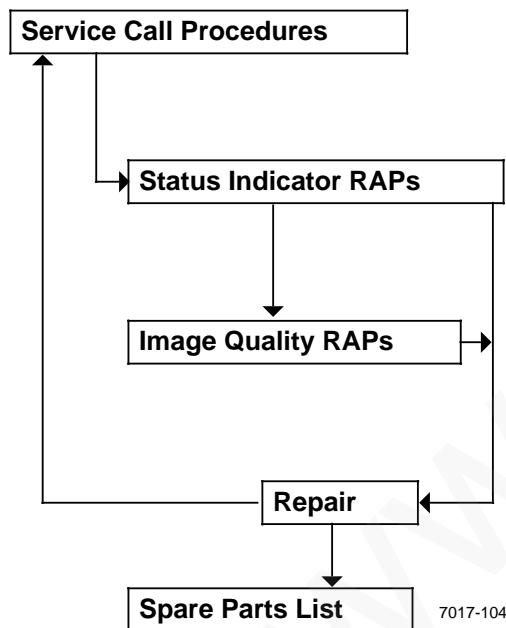 Service Call Procedures
Status Indicator RAPs
Image Quality RAPs
Repair
Spare Parts List
7017-104